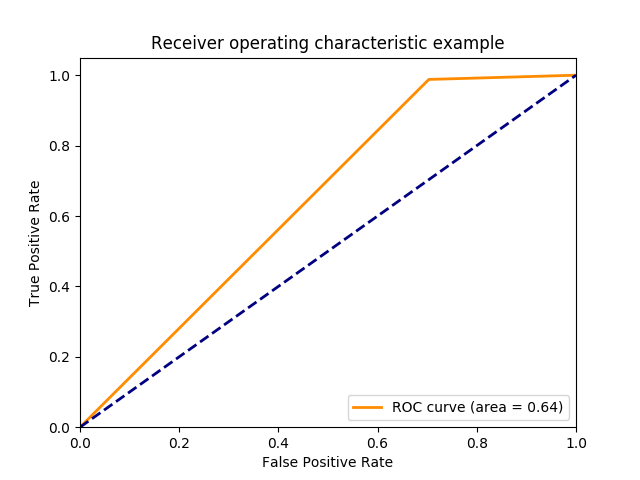 Receiver operating characteristic example
True Positive Rate
1.0
0.8
0.6
0.4
0.2
0.0
ROC curve (area = 0.64)
0.0 0.2 0.4 0.6 0.8 1.0
False Positive Rate